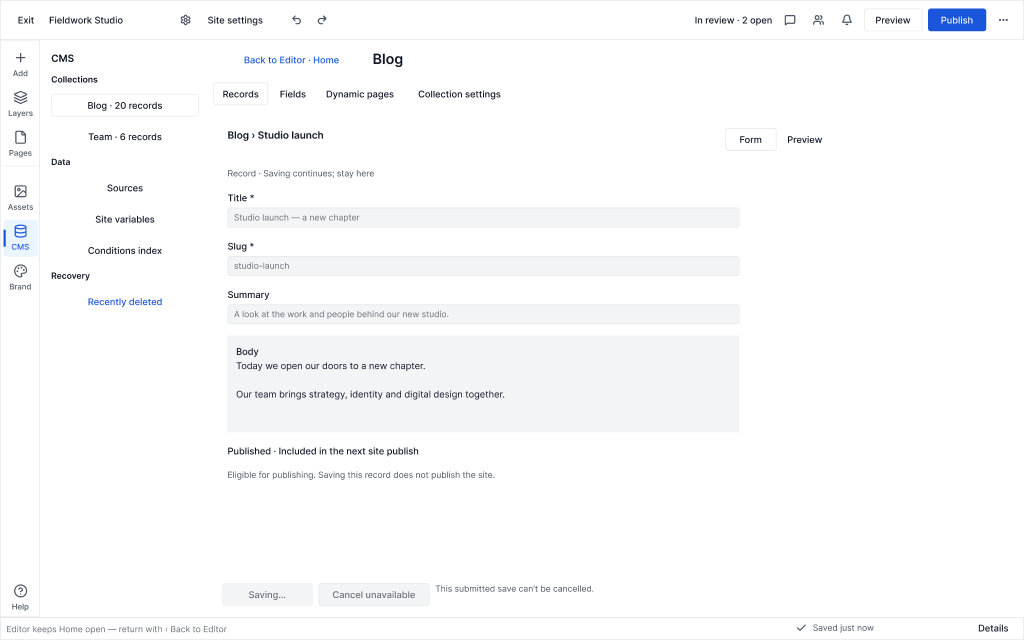 Exit
Fieldwork Studio
Site settings
In review · 2 open
Preview
Publish
Add
Layers
Pages
Assets
CMS
Brand
Help
CMS
Collections
Blog · 20 records
Team · 6 records
Data
Sources
Site variables
Conditions index
Recovery
Recently deleted
Back to Editor · Home
Blog
Records
Fields
Dynamic pages
Collection settings
Blog › Studio launch
Form
Preview
Record · Saving continues; stay here
Title *
Studio launch — a new chapter
Slug *
studio-launch
Summary
A look at the work and people behind our new studio.
Body
Today we open our doors to a new chapter.
Our team brings strategy, identity and digital design together.
Published · Included in the next site publish
Eligible for publishing. Saving this record does not publish the site.
Saving...
Cancel unavailable
This submitted save can't be cancelled.
Editor keeps Home open — return with ‹ Back to Editor
Saved just now
Details